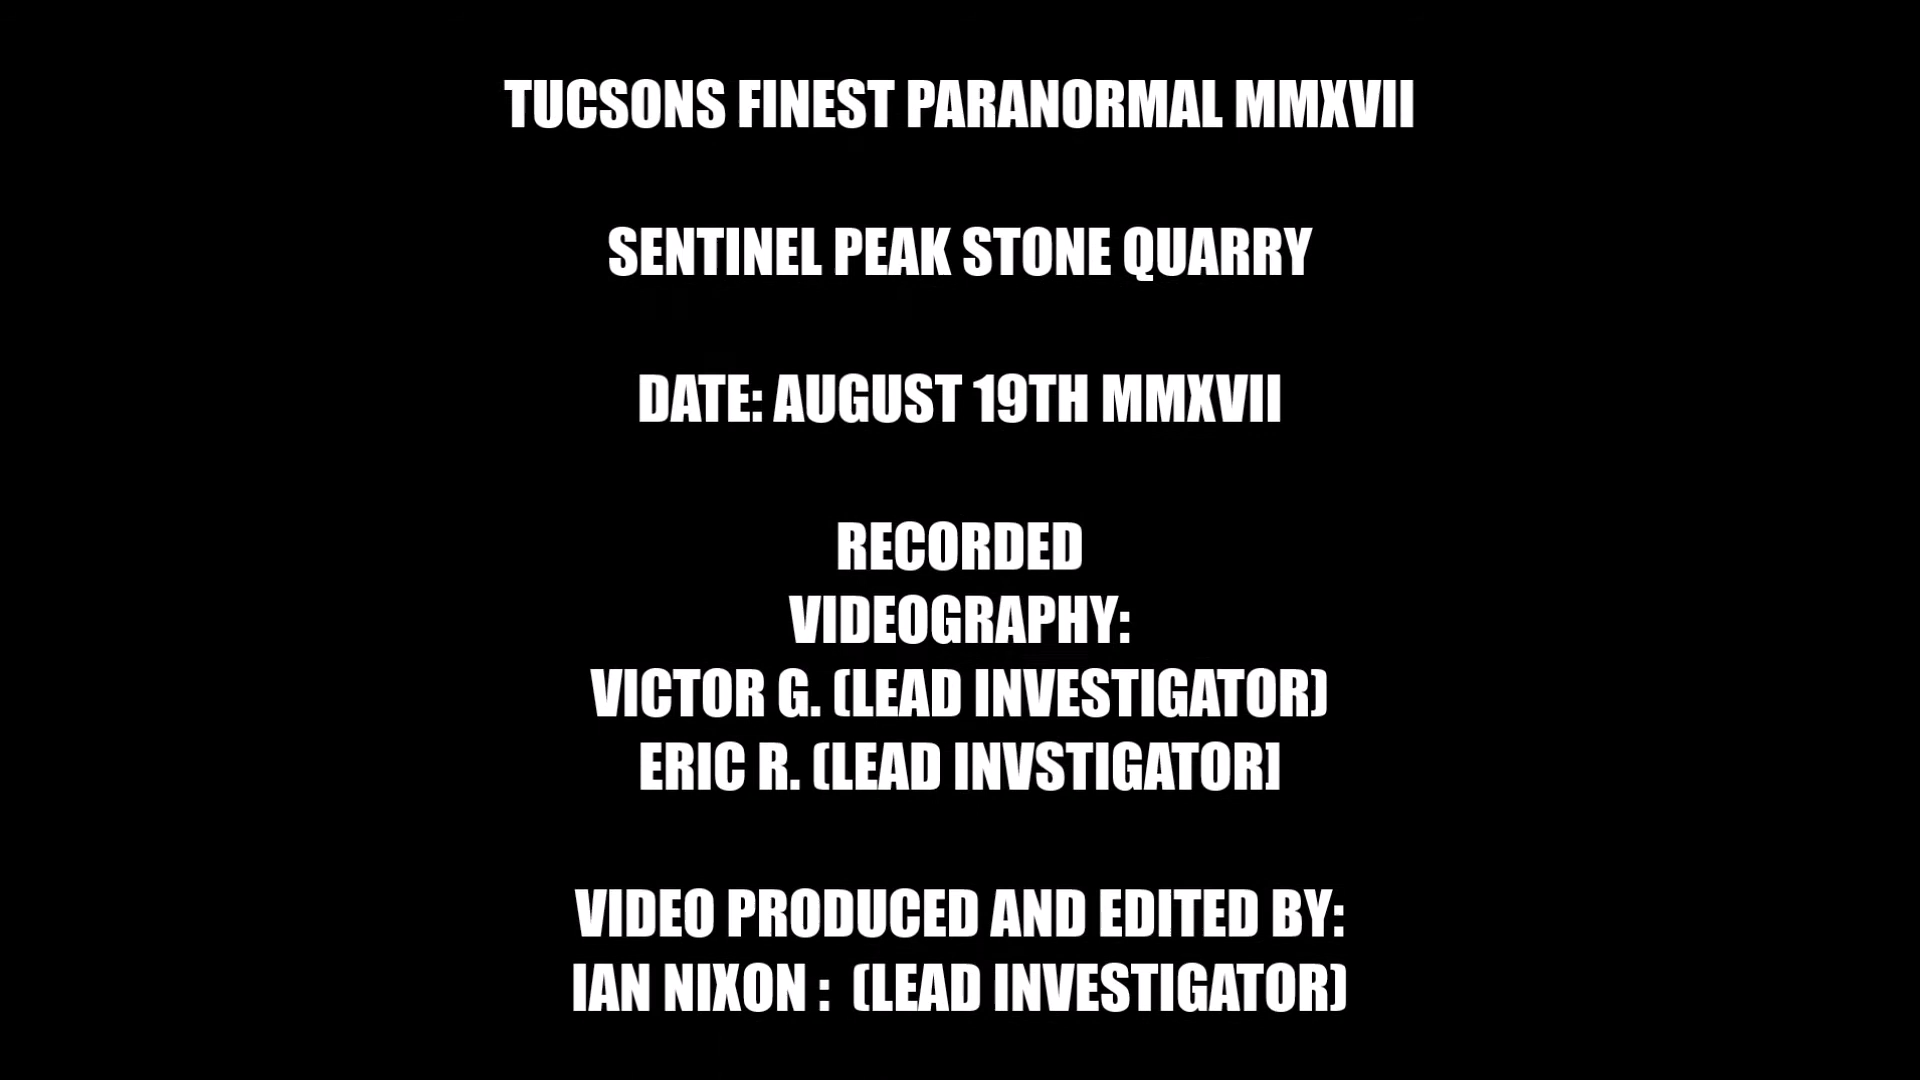 TUCSONS FINEST PARANORMAL MMXVII
SENTINEL PEAK STONE QUARRY
DATE: AUGUST 19TH MMXVII
RECORDED
VIDEOGRAPHY:
VICTOR G. (LEAD INVESTIGATOR)
ERIC R. (LEAD INVSTIGATOR]
VIDEO PRODUCED AND EDITED BY:
IAN NIXON :  (LEAD INVESTIGATOR)